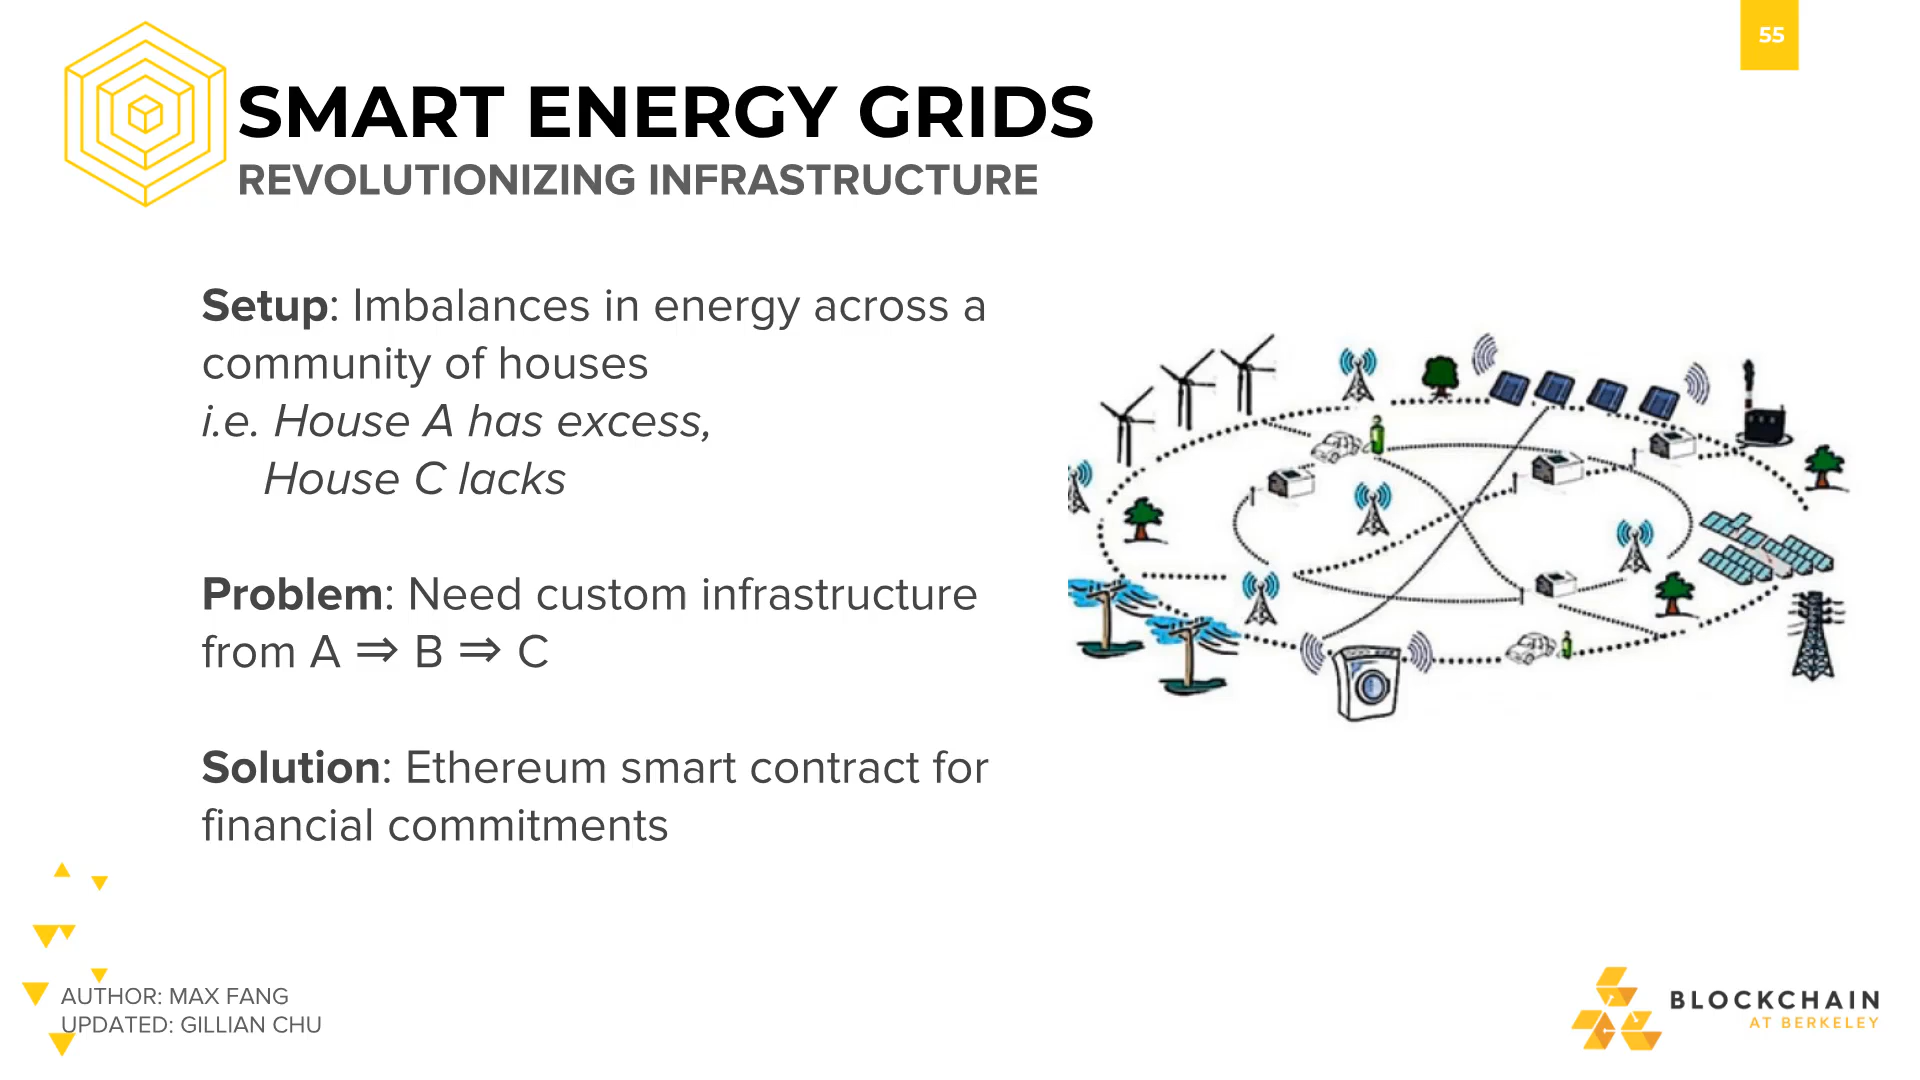 55
SMART ENERGY GRIDS
REVOLUTIONIZING INFRASTRUCTURE
Setup: Imbalances in energy across a
community of houses
i.e. House A has excess,
House C lacks
Problem: Need custom infrastructure
from A ⇒ B ⇒ C
Solution: Ethereum smart contract for
financial commitments
AUTHOR: MAX FANG
UPDATED: GILLIAN CHU
BLOCKCHAIN
AT BERKELEY